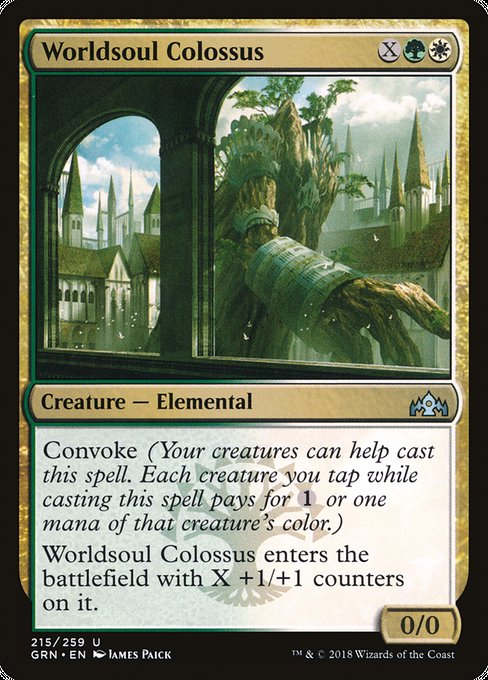 Worldsoul Colossus X
Creature — Elemental
Convoke (Your creatures can help cast
this spell. Each creature you tap while
casting this spell pays for 1 or one
mana of that creature's color.)
Worldsoul Colossus enters the
battlefield with X +1/+1 counters
on it.
0/0
215/259 U
GRN • EN James Paick
™ & © 2018 Wizards of the Coast